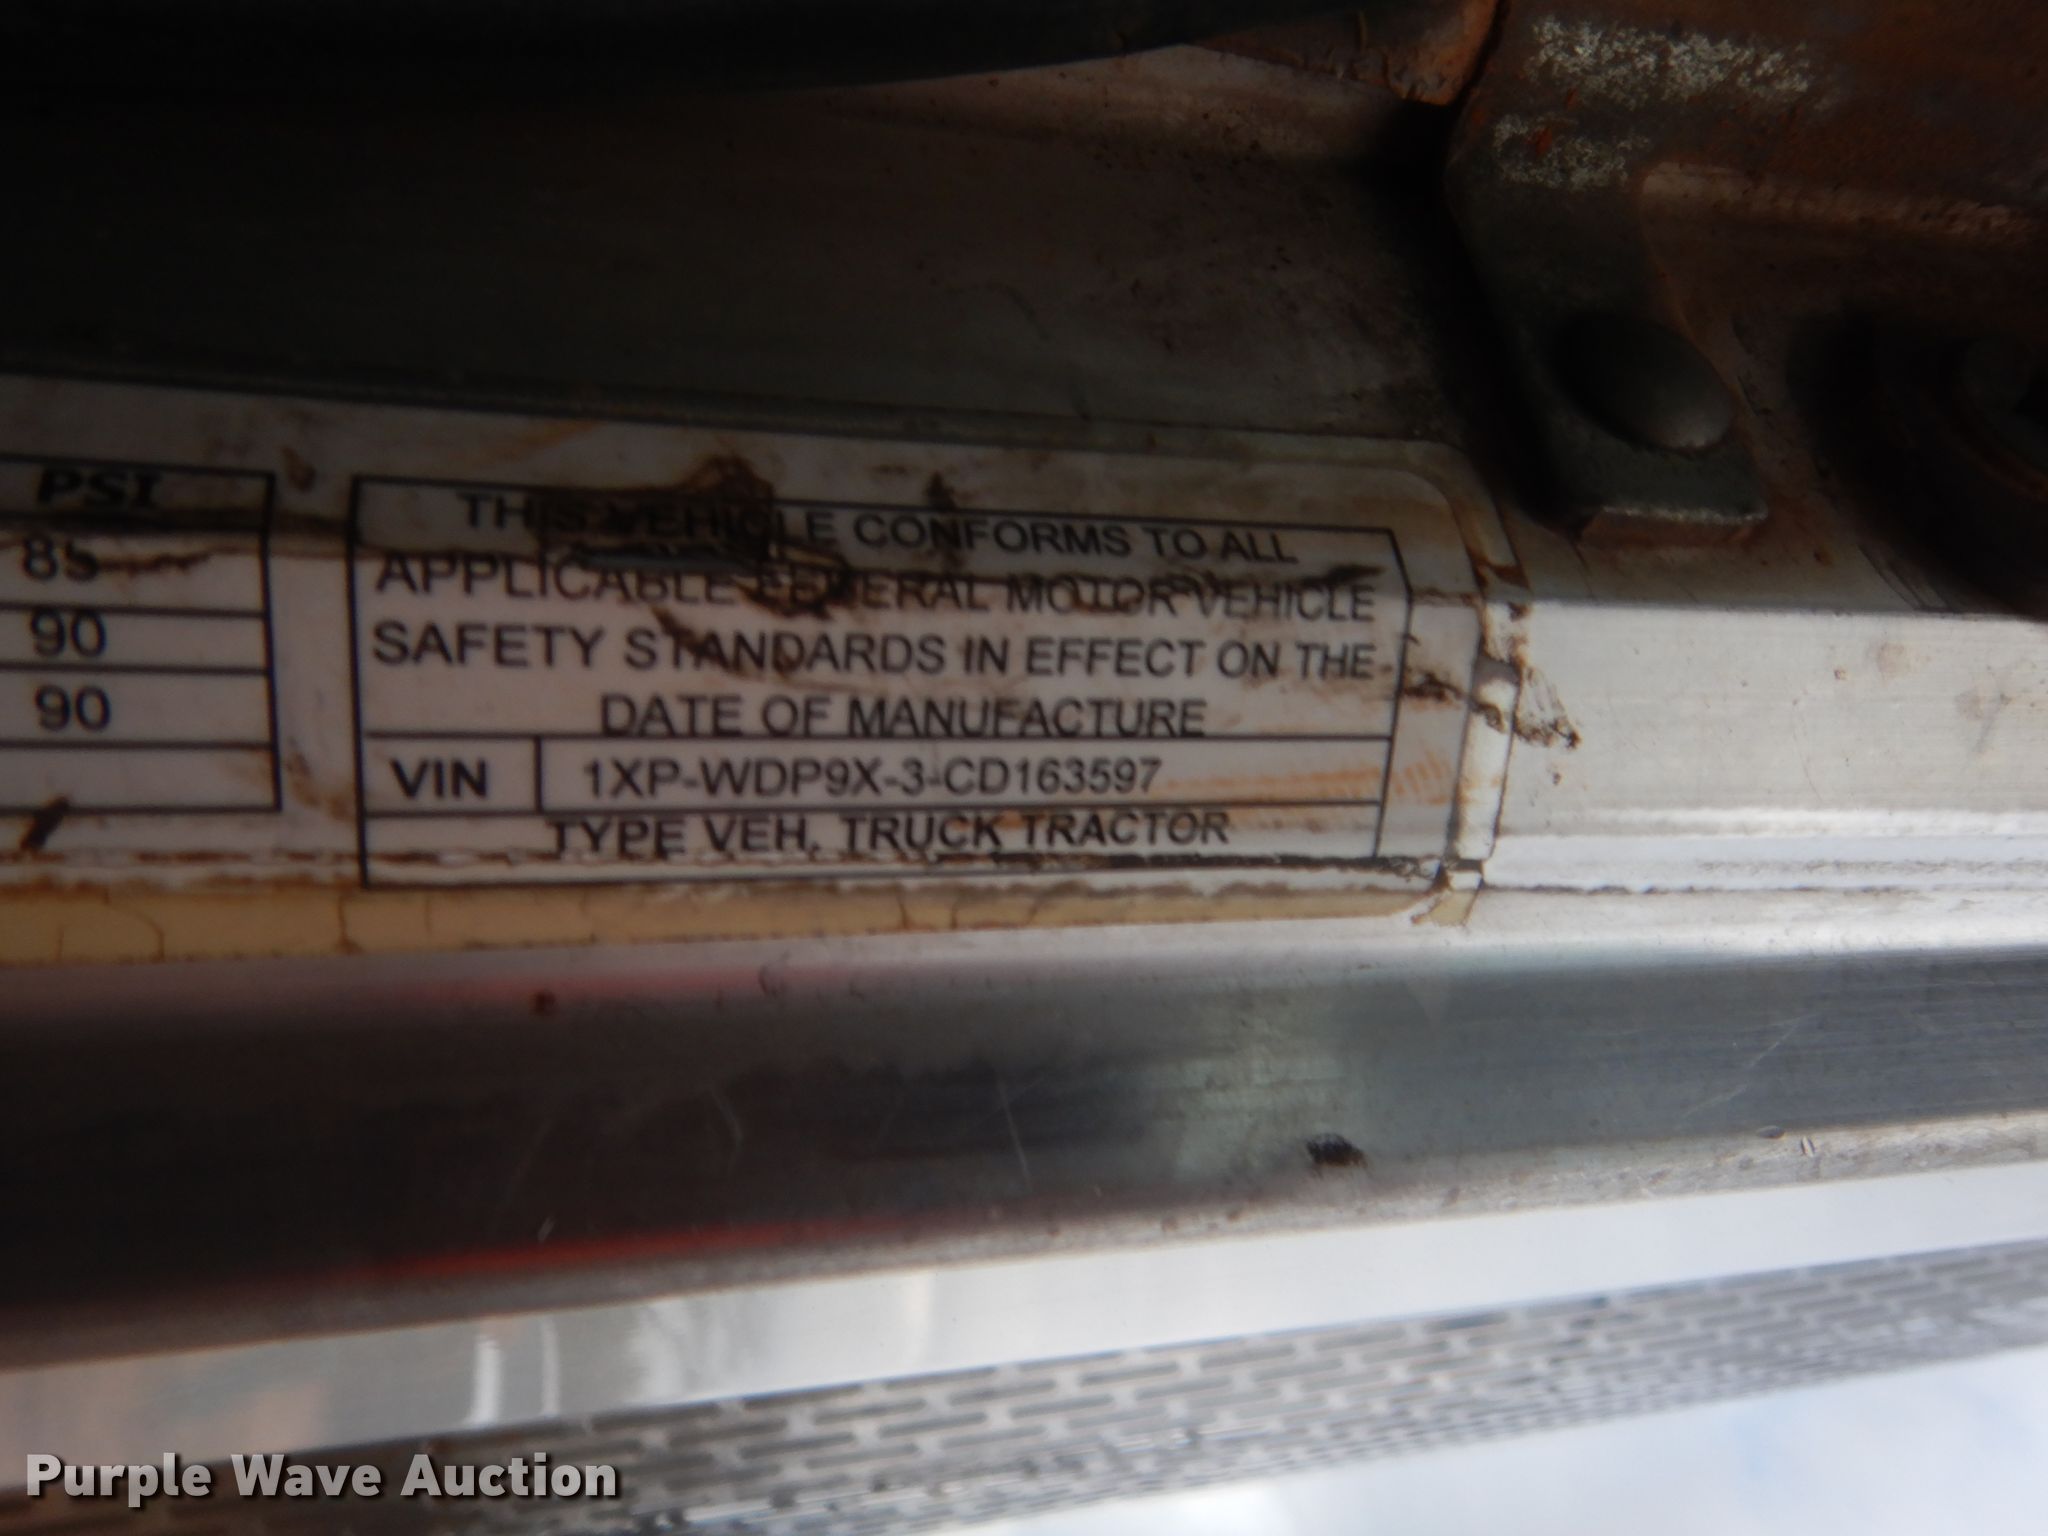 PSI
85
90
90
THIS VEHICLE CONFORMS TO ALL
APPLICABLE FEDERAL MOTOR VEHICLE
SAFETY STANDARDS IN EFFECT ON THE
DATE OF MANUFACTURE
VIN 1XP-WDP9X-3-CD163597
TYPE VEH. TRUCK TRACTOR
Purple Wave Auction